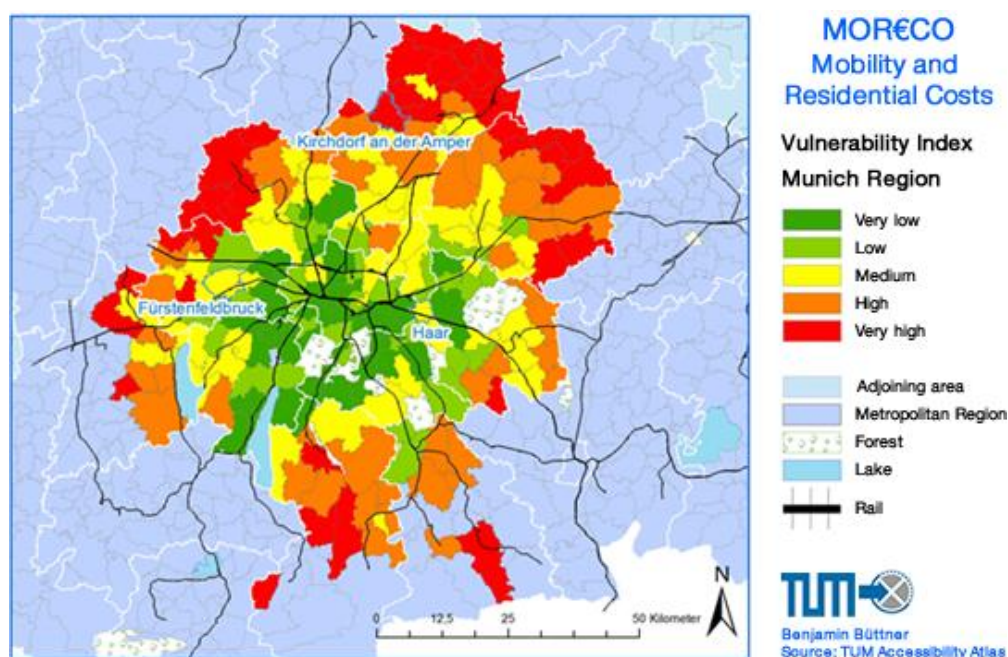 Kirchdorf an der Amper
Fürstenfeldbruck
Haar
N
0 12,5 25 50 Kilometer
MOR€CO
Mobility and
Residential Costs
Vulnerability Index
Munich Region
Very low
Low
Medium
High
Very high
Adjoining area
Metropolitan Region
Forest
Lake
Rail
TUM
Benjamin Büttner
Source: TUM Accessibility Atlas